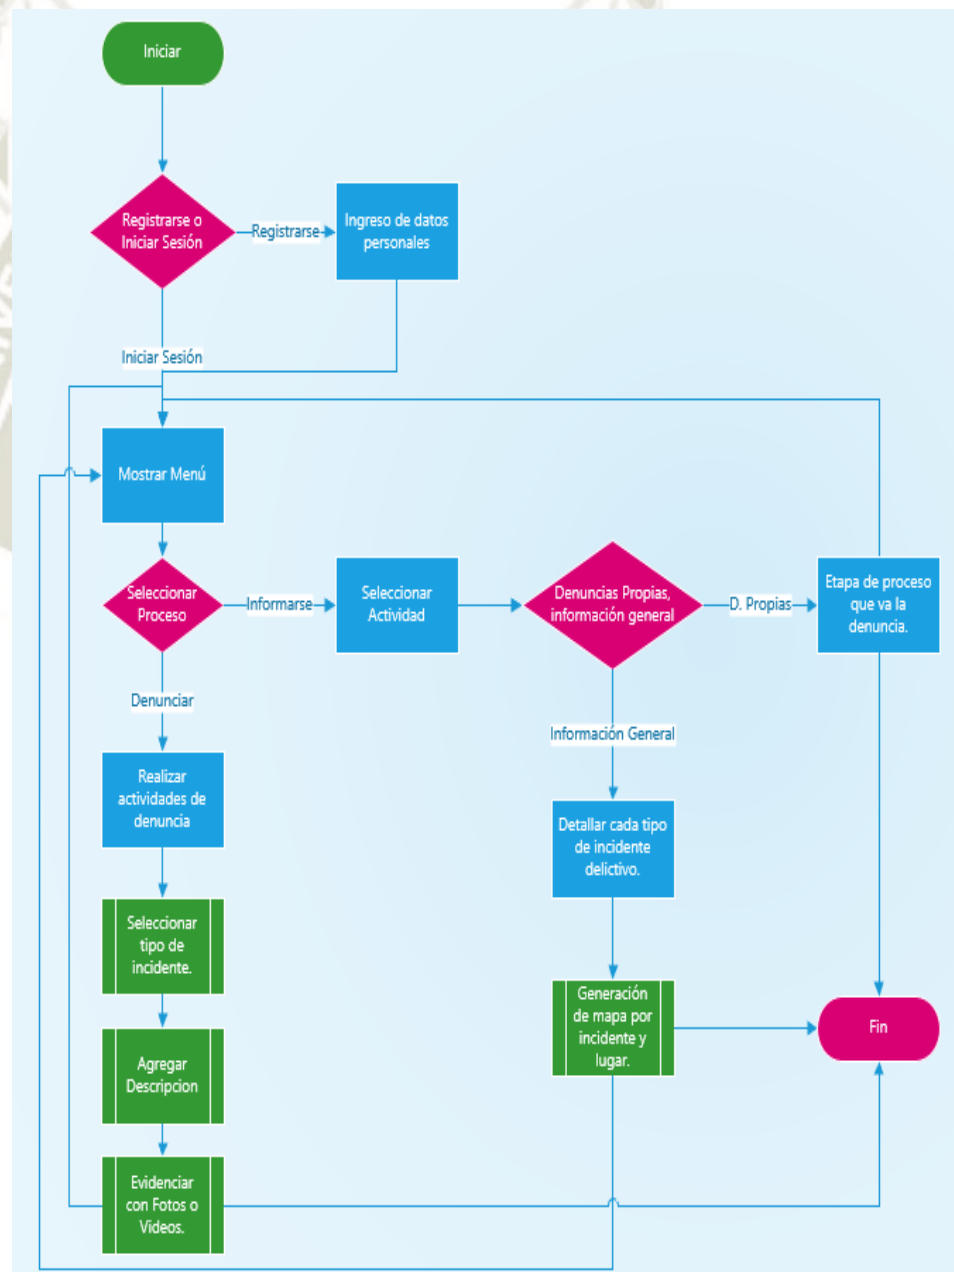 Iniciar
Registrarse o
Iniciar Sesión
Registrarse
Ingreso de datos
personales
Iniciar Sesión
Mostrar Menú
Seleccionar
Proceso
Informarse
Seleccionar
Actividad
Denuncias Propias,
información general
D. Propias
Etapa de proceso
que va la
denuncia.
Denunciar
Información General
Realizar
actividades de
denuncia
Detallar cada tipo
de incidente
delictivo.
Seleccionar
tipo de
incidente.
Generación
de mapa por
incidente y
lugar.
Fin
Agregar
Descripcion
Evidenciar
con Fotos o
Videos.